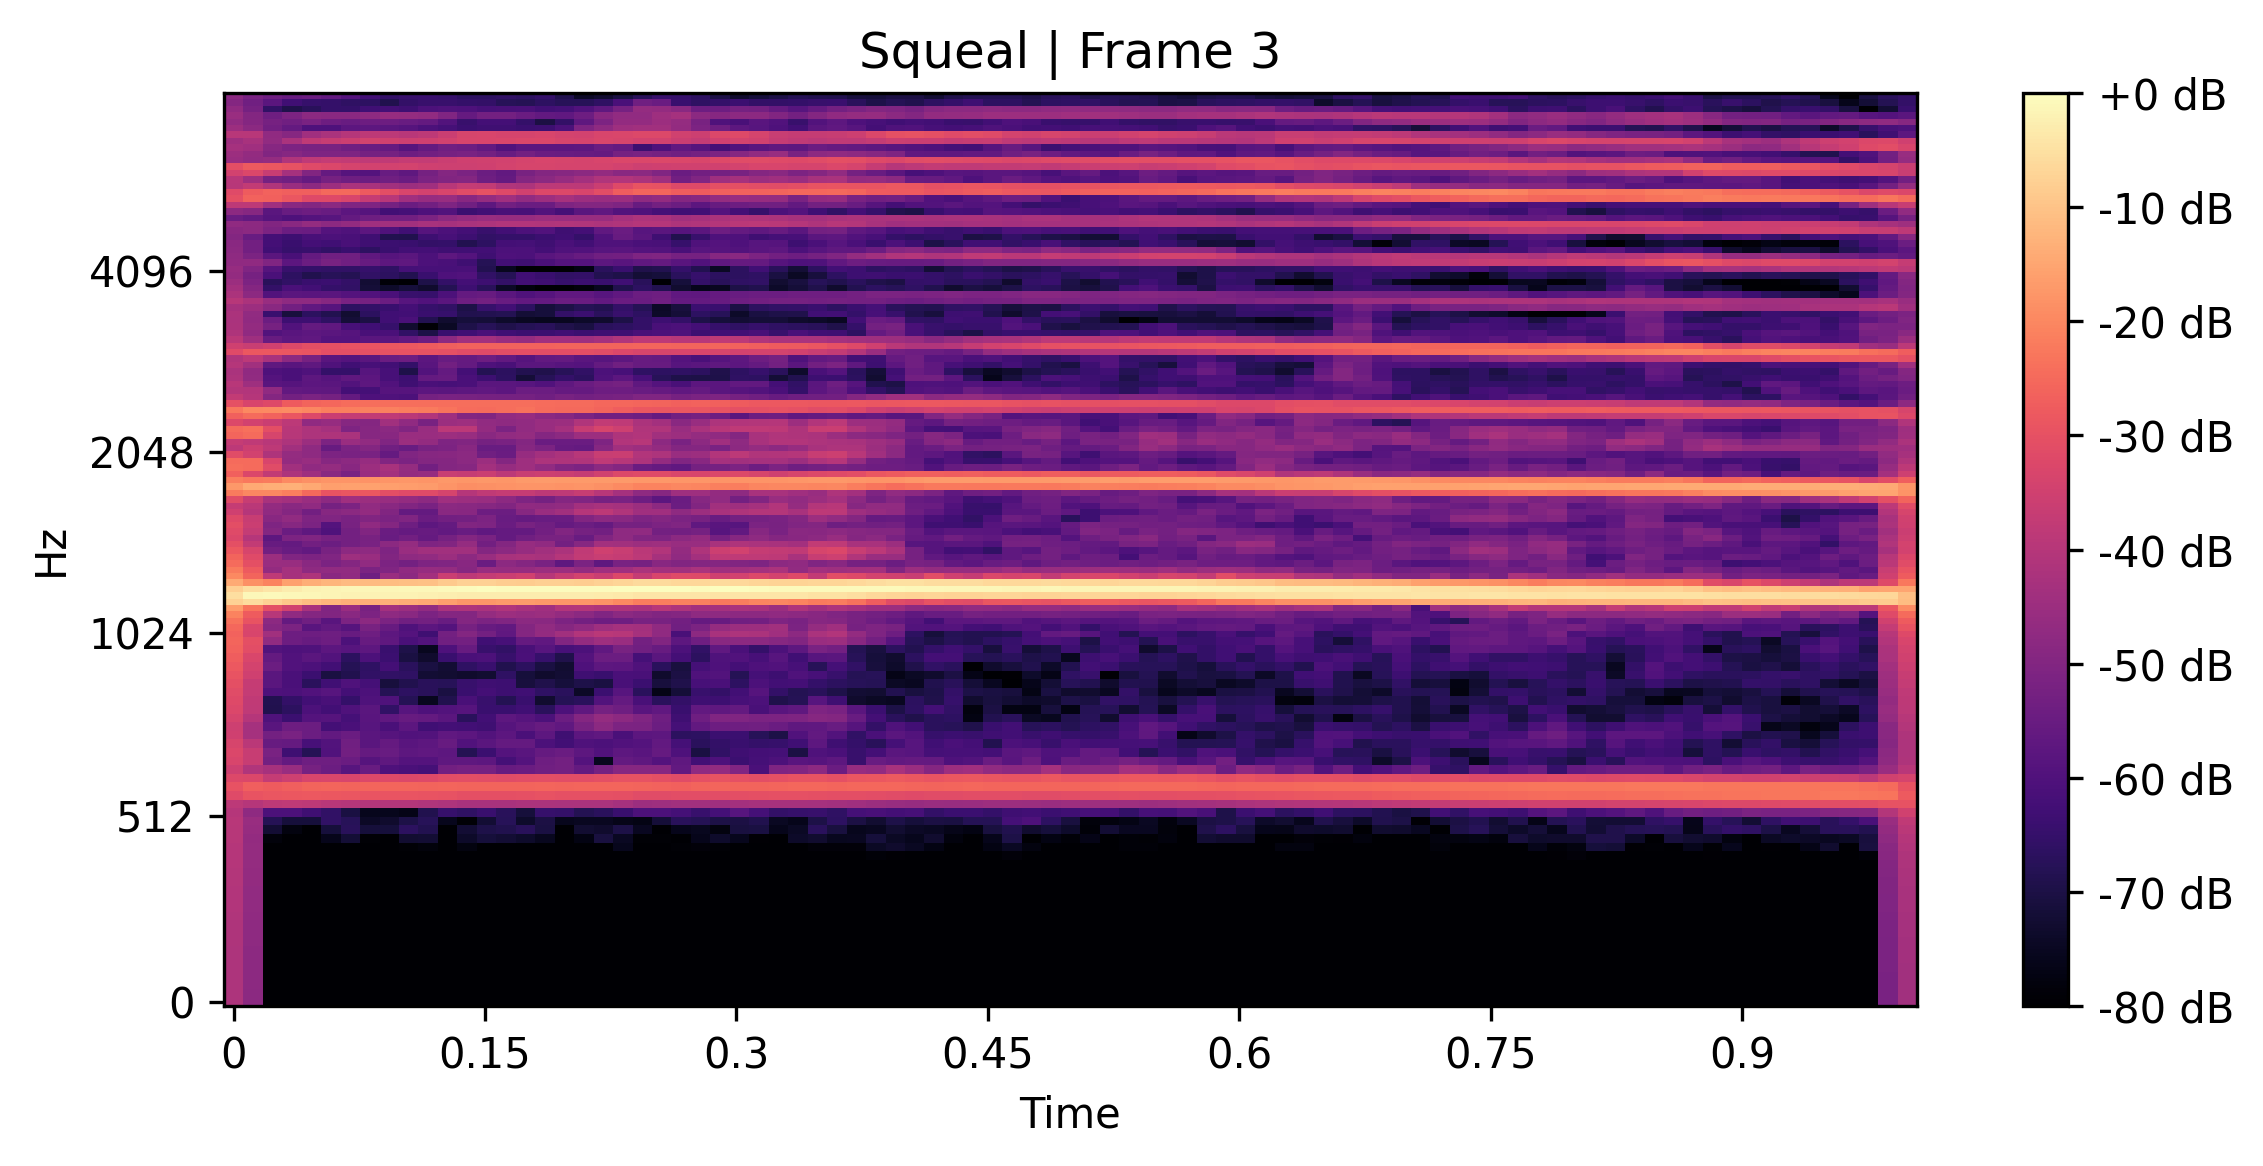 Squeal | Frame 3
+0 dB
-10 dB
-20 dB
-30 dB
-40 dB
-50 dB
-60 dB
-70 dB
-80 dB
4096
2048
1024
512
0
Hz
0 0.15 0.3 0.45 0.6 0.75 0.9
Time